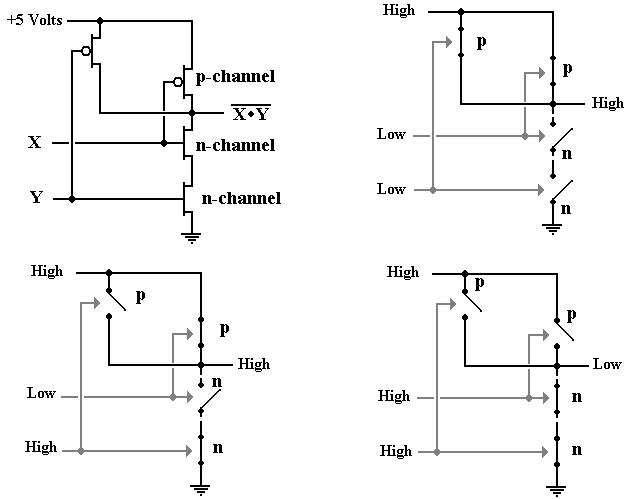 +5 Volts
p-channel
X•Y
X
n-channel
Y
n-channel
High
p
p
High
Low
n
Low
n
High
p
p
High
n
Low
High
n
High
p
p
Low
High
n
High
n